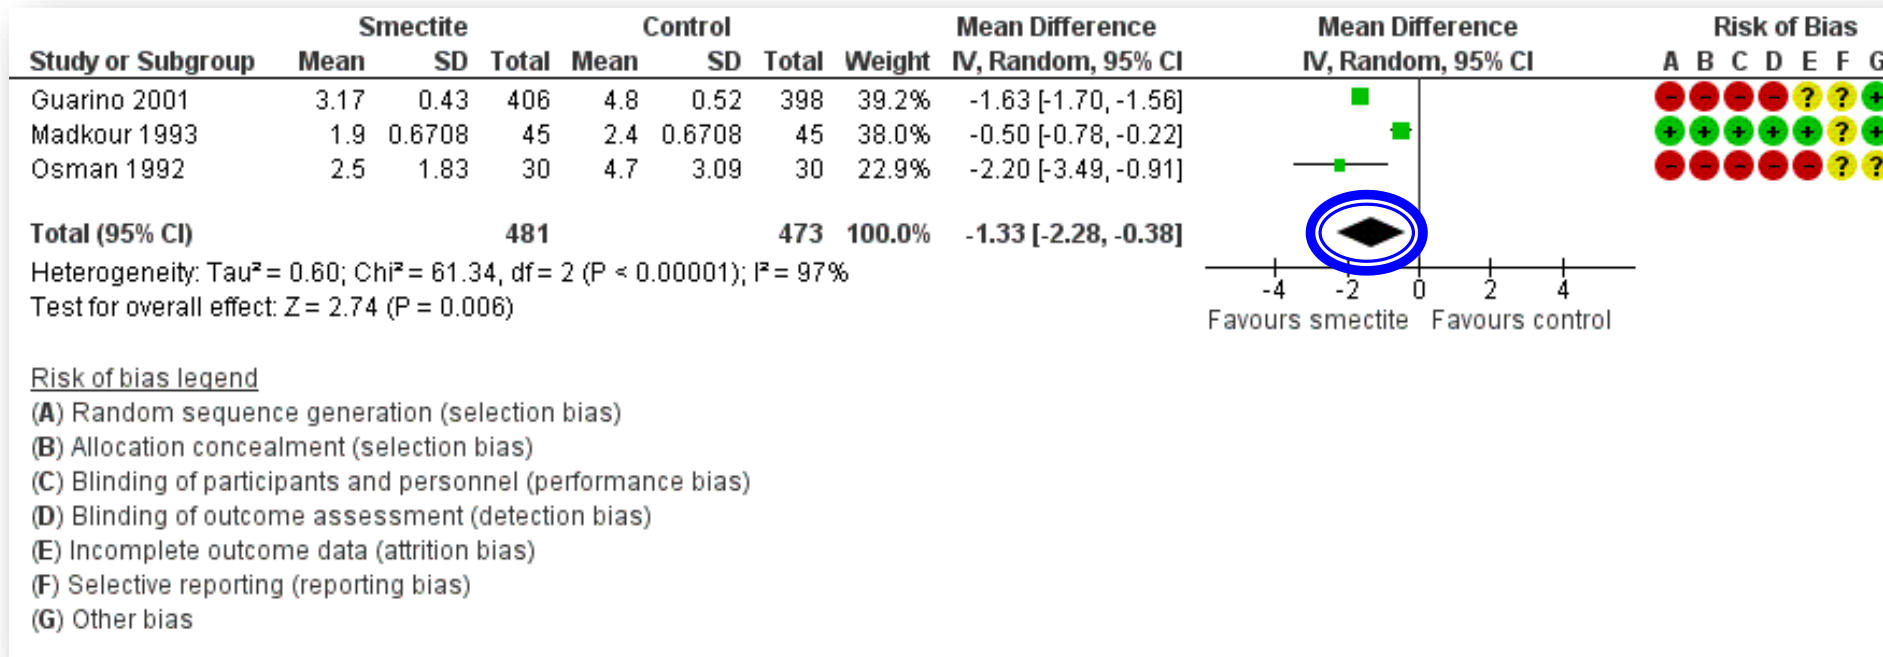 Smectite Control Mean Difference Mean Difference Risk of Bias
Study or Subgroup Mean SD Total Mean SD Total Weight IV, Random, 95% CI IV, Random, 95% CI A B C D E F G
Guarino 2001 3.17 0.43 406 4.8 0.52 398 39.2% -1.63 [-1.70, -1.56] - - - - ? ? +
Madkour 1993 1.9 0.6708 45 2.4 0.6708 45 38.0% -0.50 [-0.78, -0.22] + + + + + ? +
Osman 1992 2.5 1.83 30 4.7 3.09 30 22.9% -2.20 [-3.49, -0.91] - - - - - ? ?
Total (95% CI) 481 473 100.0% -1.33 [-2.28, -0.38]
Heterogeneity: Tau² = 0.60; Chi² = 61.34, df = 2 (P < 0.00001); I² = 97%
-4 -2 0 2 4
Test for overall effect: Z = 2.74 (P = 0.006)
Favours smectite Favours control
Risk of bias legend
(A) Random sequence generation (selection bias)
(B) Allocation concealment (selection bias)
(C) Blinding of participants and personnel (performance bias)
(D) Blinding of outcome assessment (detection bias)
(E) Incomplete outcome data (attrition bias)
(F) Selective reporting (reporting bias)
(G) Other bias